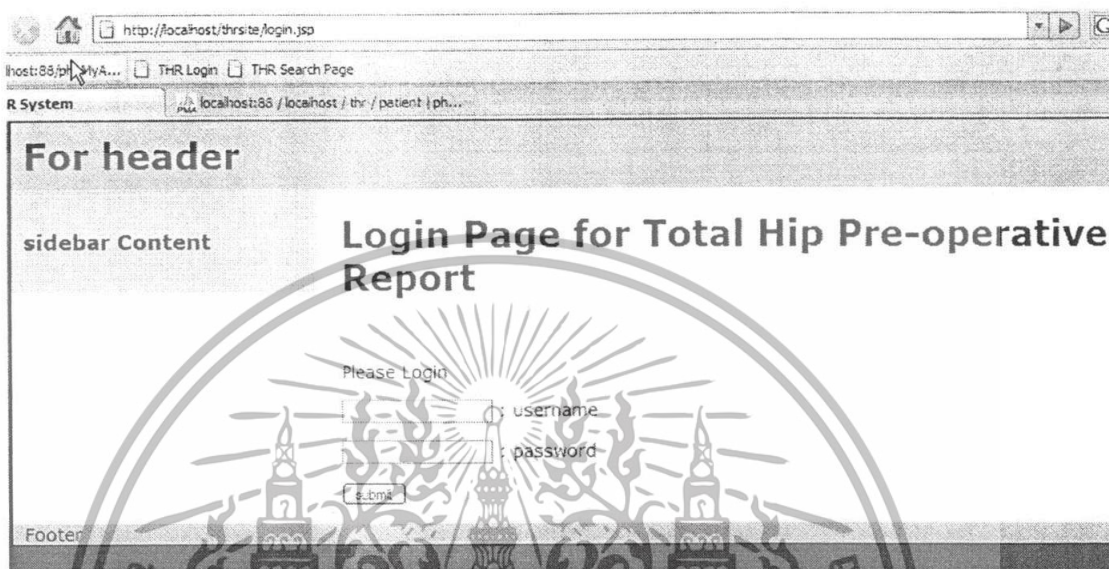 http://localhost/thrsite/login.jsp
THR Login THR Search Page
R System localhost:88 / localhost / thr / patient | ph...
For header
sidebar Content
Login Page for Total Hip Pre-operative
Report
Please Login
: username
: password
submit
Footer